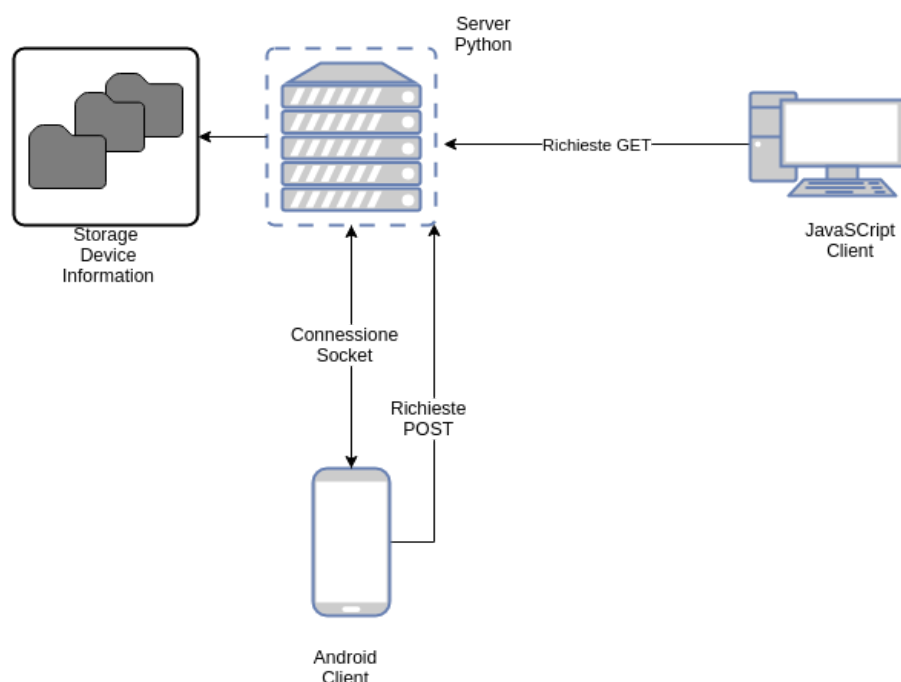 Server
Python
Richieste GET
Storage
Device
Information
JavaSCript
Client
Connessione
Socket
Richieste
POST
Android
Client